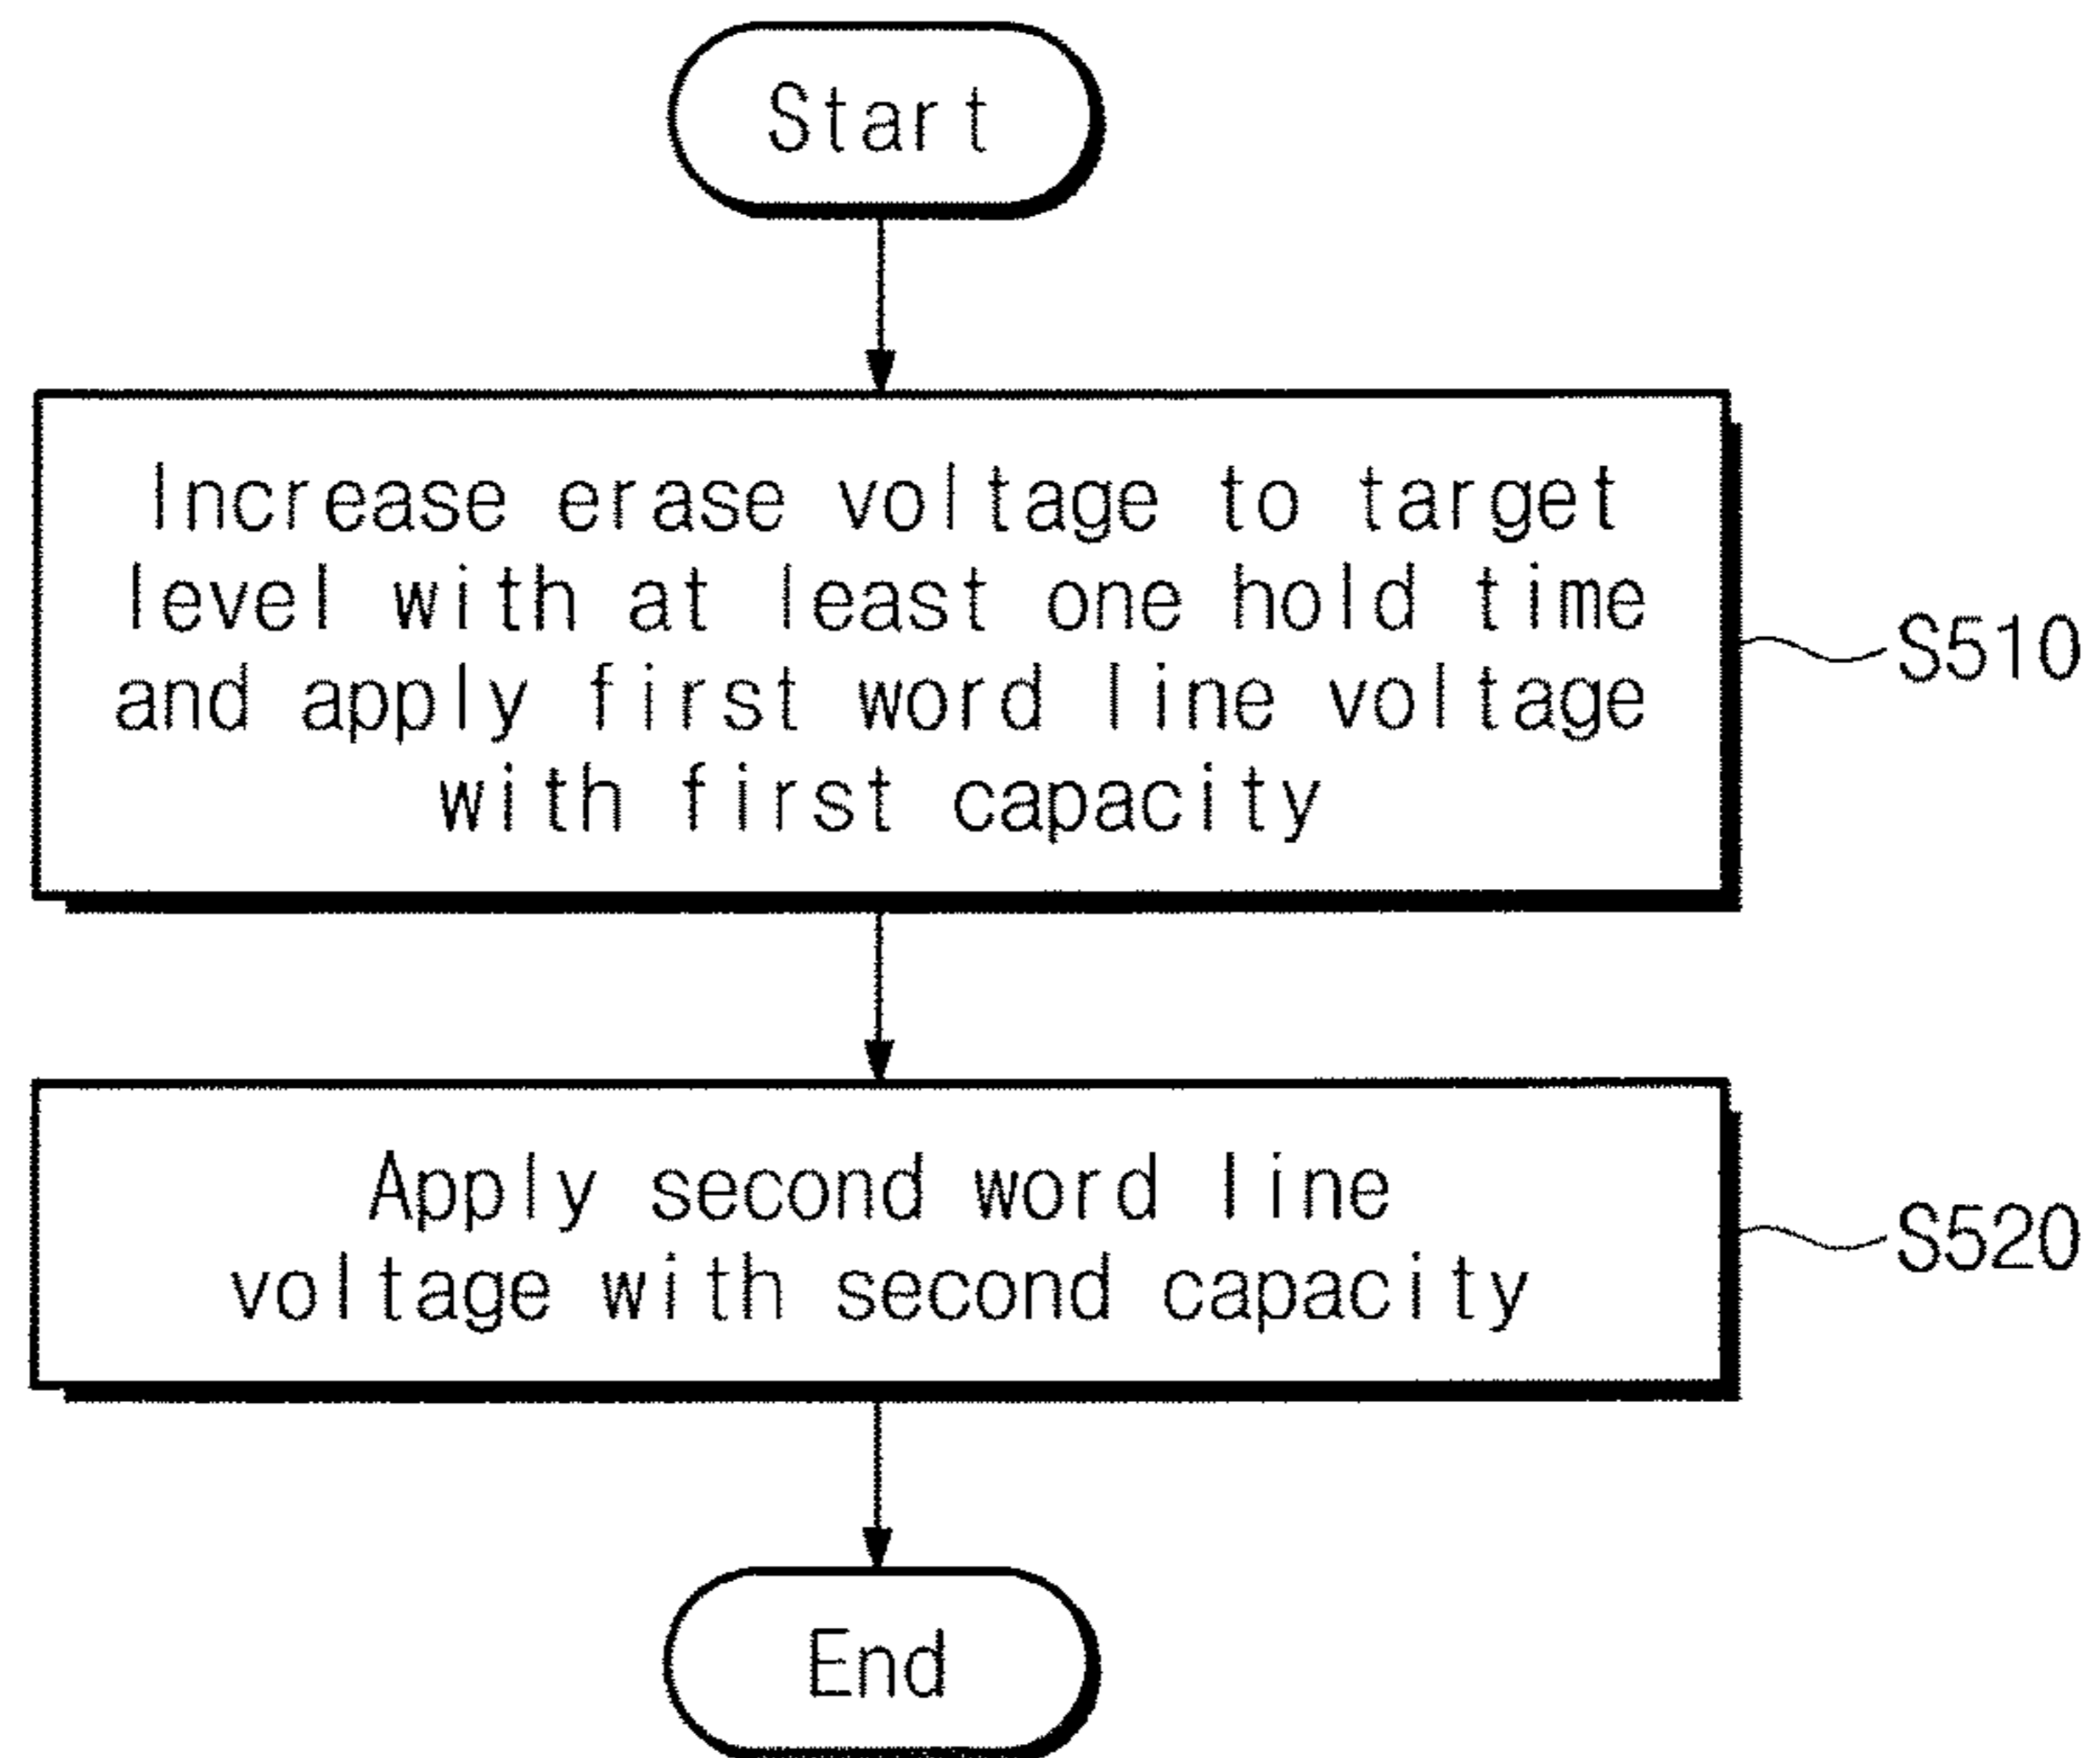 Start
Increase erase voltage to target
level with at least one hold time
and apply first word line voltage
with first capacity
S510
Apply second word line
voltage with second capacity
S520
End